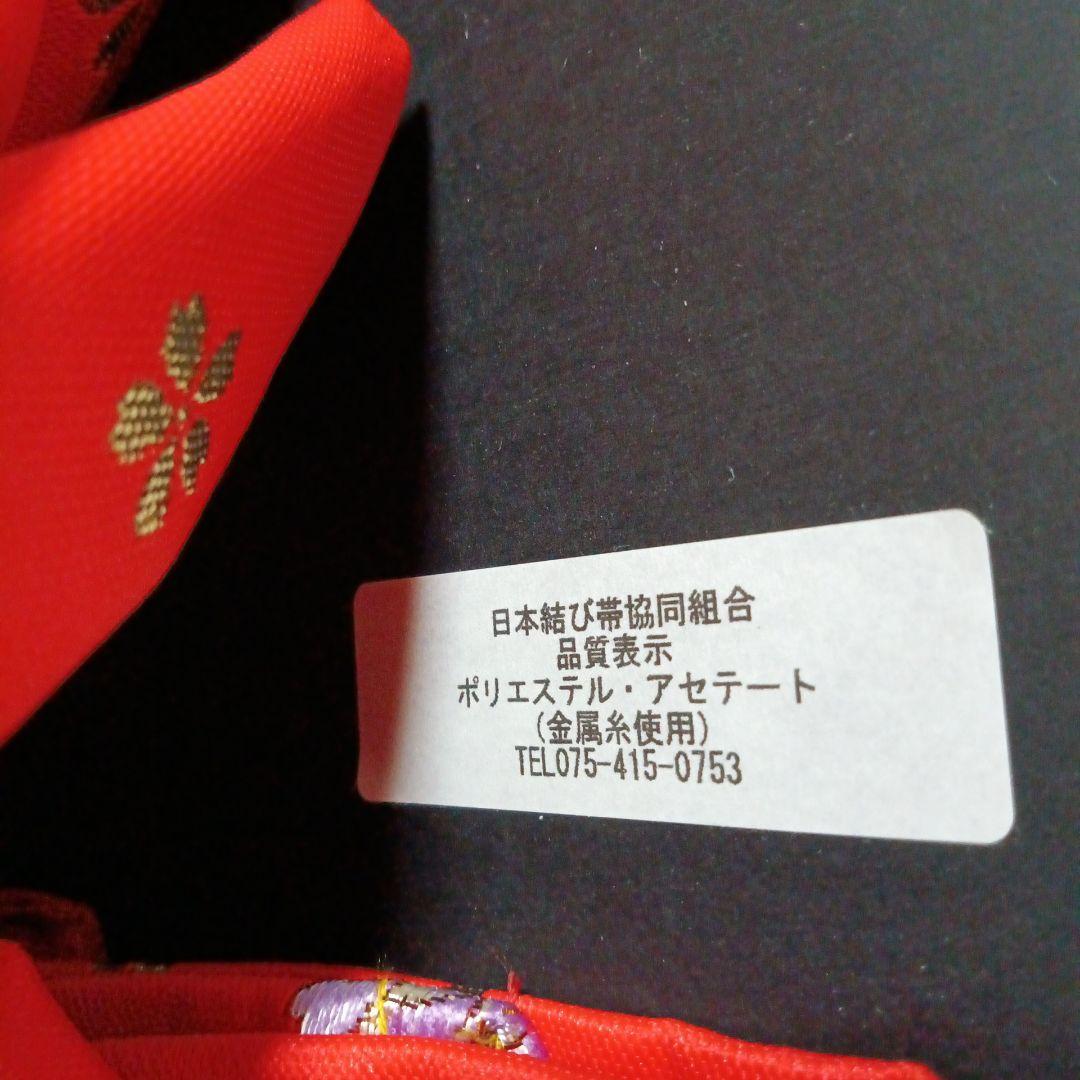 日本結び帯協同組合
品質表示
ポリエステル・アセテート
(金属糸使用)
TEL075-415-0753